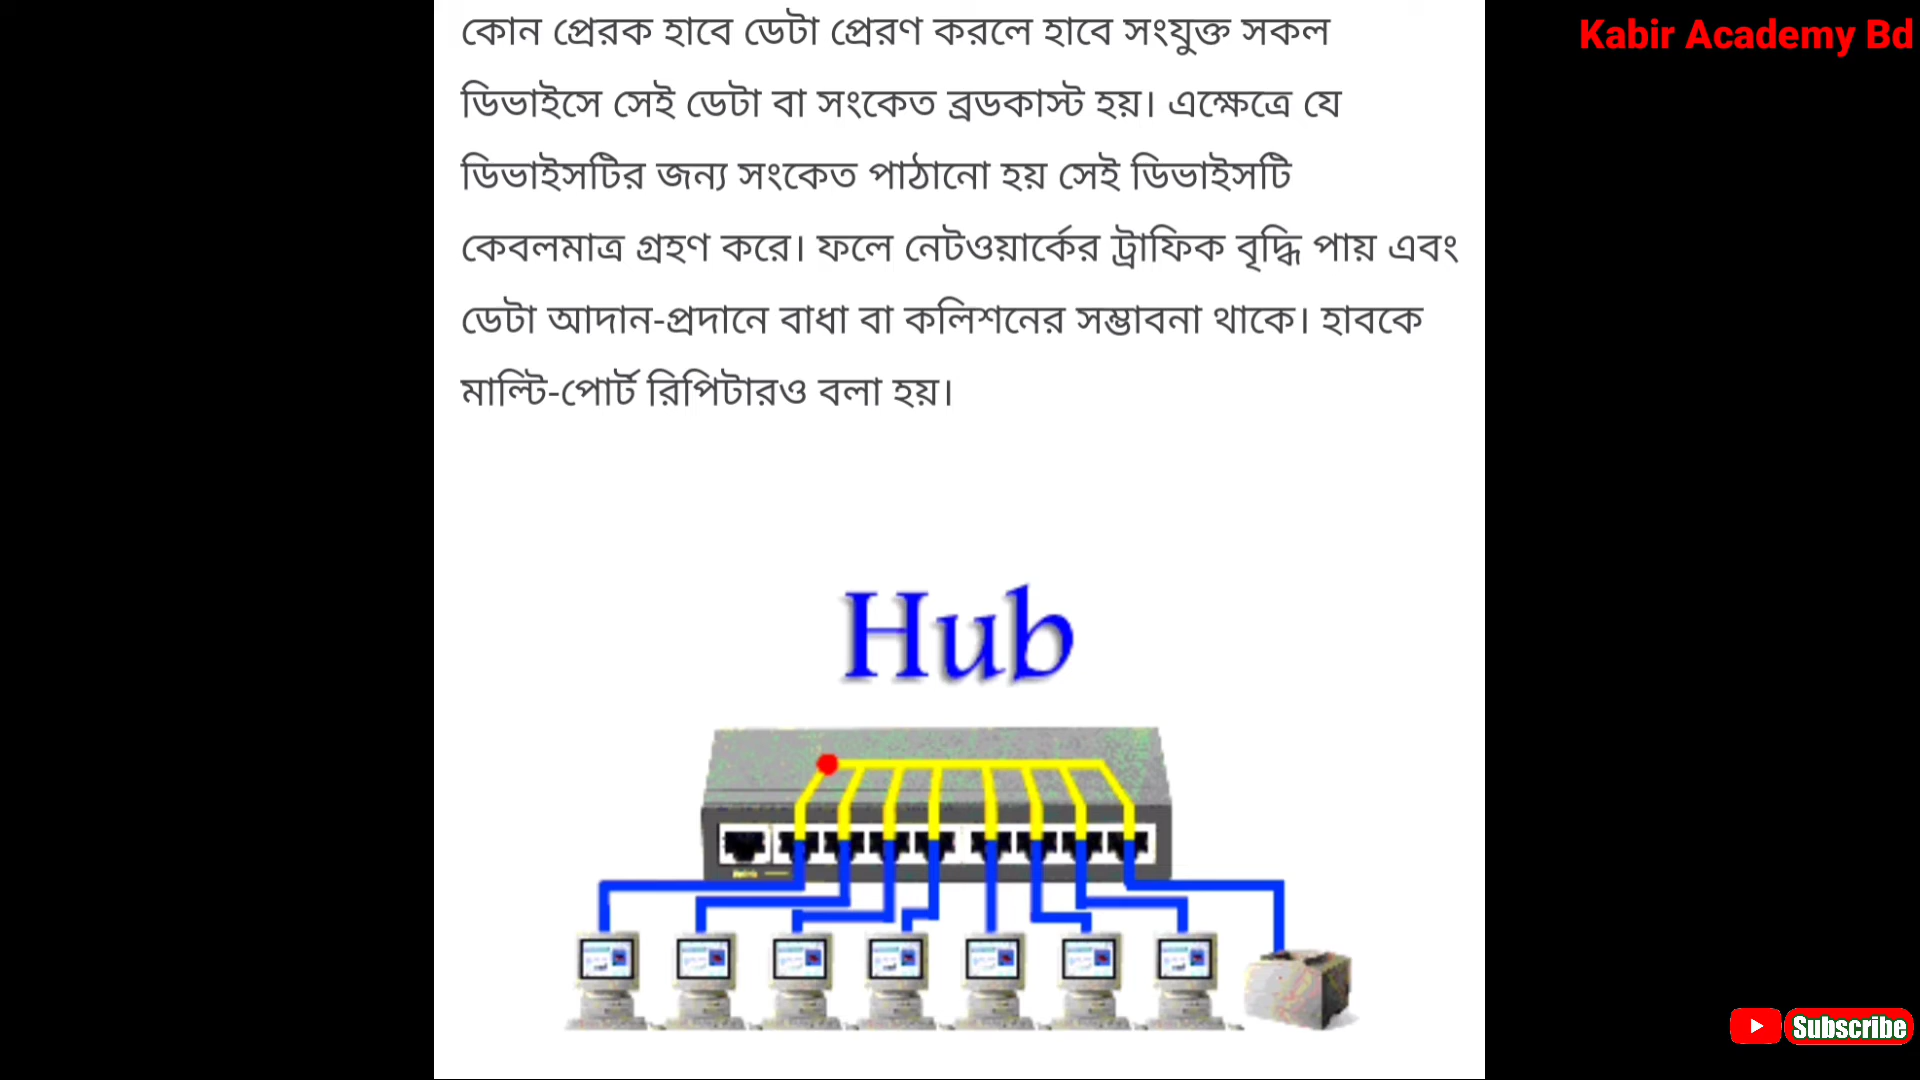 কোন প্রেরক হাবে ডেটা প্রেরণ করলে হাবে সংযুক্ত সকল
ডিভাইসে সেই ডেটা বা সংকেত ব্রডকাস্ট হয়। এক্ষেত্রে যে
ডিভাইসটির জন্য সংকেত পাঠানো হয় সেই ডিভাইসটি
কেবলমাত্র গ্রহণ করে। ফলে নেটওয়ার্কের ট্রাফিক বৃদ্ধি পায় এবং
ডেটা আদান-প্রদানে বাধা বা কলিশনের সম্ভাবনা থাকে। হাবকে
মাল্টি-পোর্ট রিপিটারও বলা হয়।
Kabir Academy Bd
Hub
Subscribe